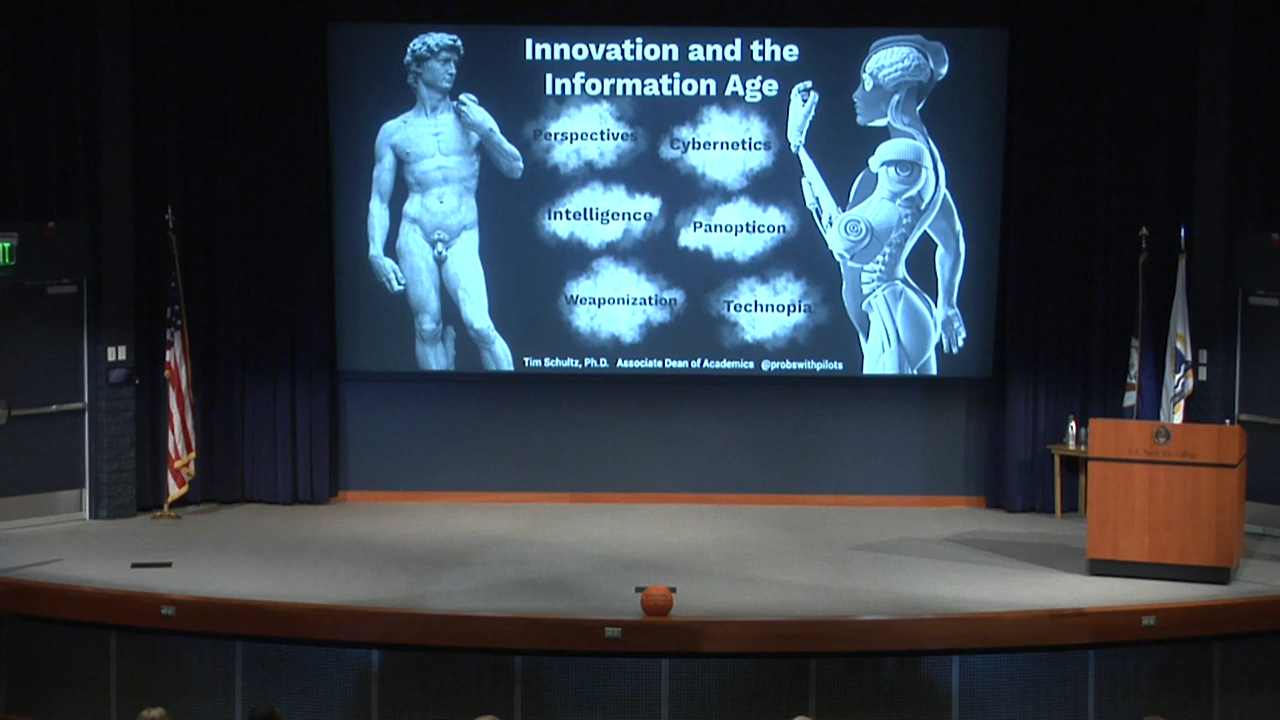 Innovation and the
Information Age
Perspectives
Cybernetics
Intelligence
Panopticon
Weaponization
Technopia
Tim Schultz, Ph.D. Associate Dean of Academics @probswithpilots